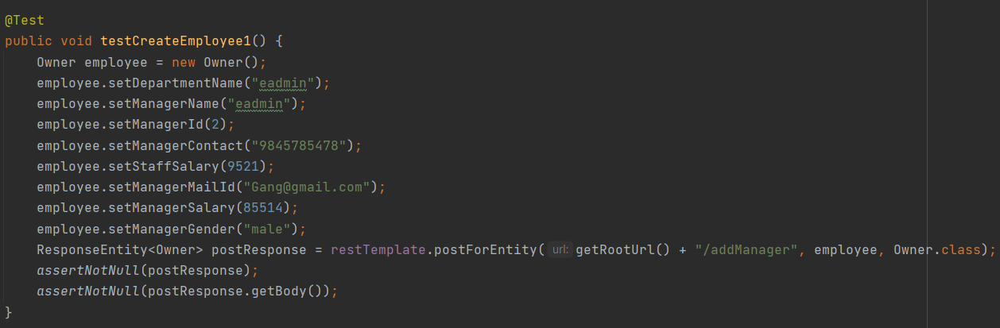 @Test
public void testCreateEmployee1() {
Owner employee = new Owner();
employee.setDepartmentName("eadmin");
employee.setManagerName("eadmin");
employee.setManagerId(2);
employee.setManagerContact("9845785478");
employee.setStaffSalary(9521);
employee.setManagerMailId("Gang@gmail.com");
employee.setManagerSalary(85514);
employee.setManagerGender("male");
ResponseEntity<Owner> postResponse = restTemplate.postForEntity( url: getRootUrl() + "/addManager", employee, Owner.class);
assertNotNull(postResponse);
assertNotNull(postResponse.getBody());
}